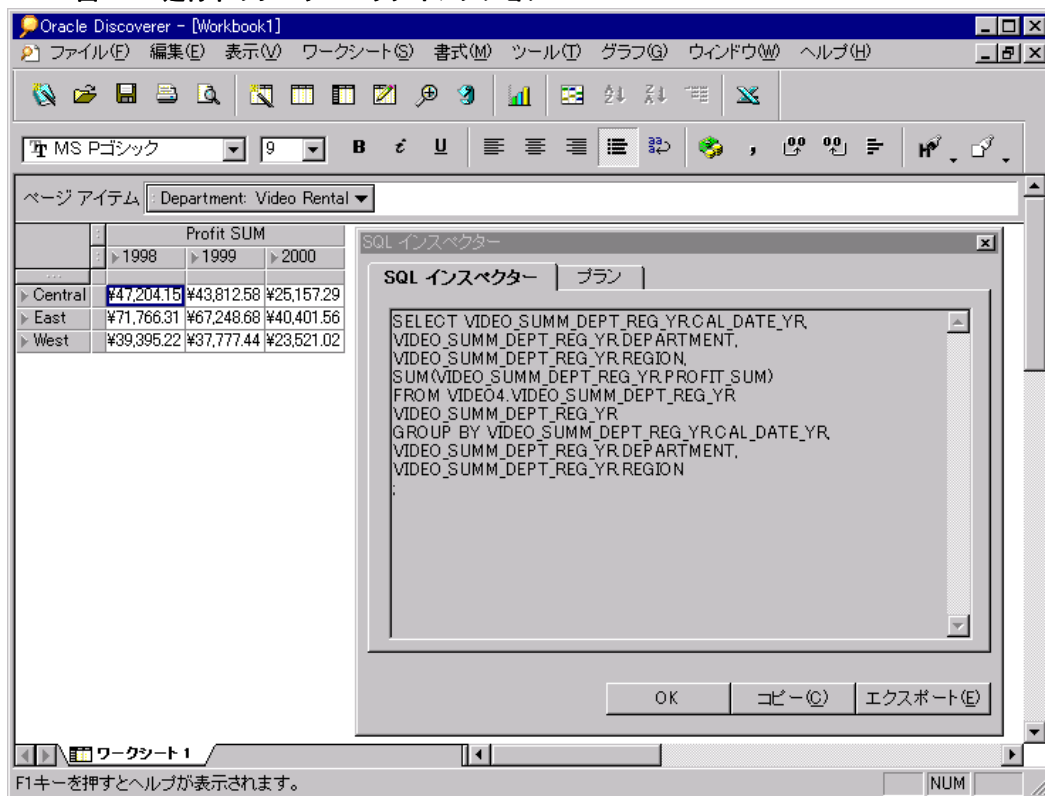 Oracle Discoverer - [Workbook1]
ファイル(F) 編集(E) 表示(V) ワークシート(S) 書式(M) ツール(T) グラフ(G) ウィンドウ(W) ヘルプ(H)
MS Pゴシック 9 B i U
ページ アイテム Department: Video Rental
Profit SUM
1998 1999 2000
Central ¥47,204.15 ¥43,812.58 ¥25,157.29
East ¥71,766.31 ¥67,248.68 ¥40,401.56
West ¥39,395.22 ¥37,777.44 ¥23,521.02
SQL インスペクター
SQL インスペクター プラン
SELECT VIDEO_SUMM_DEPT_REG_YR.CAL_DATE_YR,
VIDEO_SUMM_DEPT_REG_YR.DEPARTMENT,
VIDEO_SUMM_DEPT_REG_YR.REGION,
SUM(VIDEO_SUMM_DEPT_REG_YR.PROFIT_SUM)
FROM VIDEO4.VIDEO_SUMM_DEPT_REG_YR
VIDEO_SUMM_DEPT_REG_YR
GROUP BY VIDEO_SUMM_DEPT_REG_YR.CAL_DATE_YR,
VIDEO_SUMM_DEPT_REG_YR.DEPARTMENT,
VIDEO_SUMM_DEPT_REG_YR.REGION
;
OK コピー(C) エクスポート(E)
ワークシート 1
F1キーを押すとヘルプが表示されます。 NUM